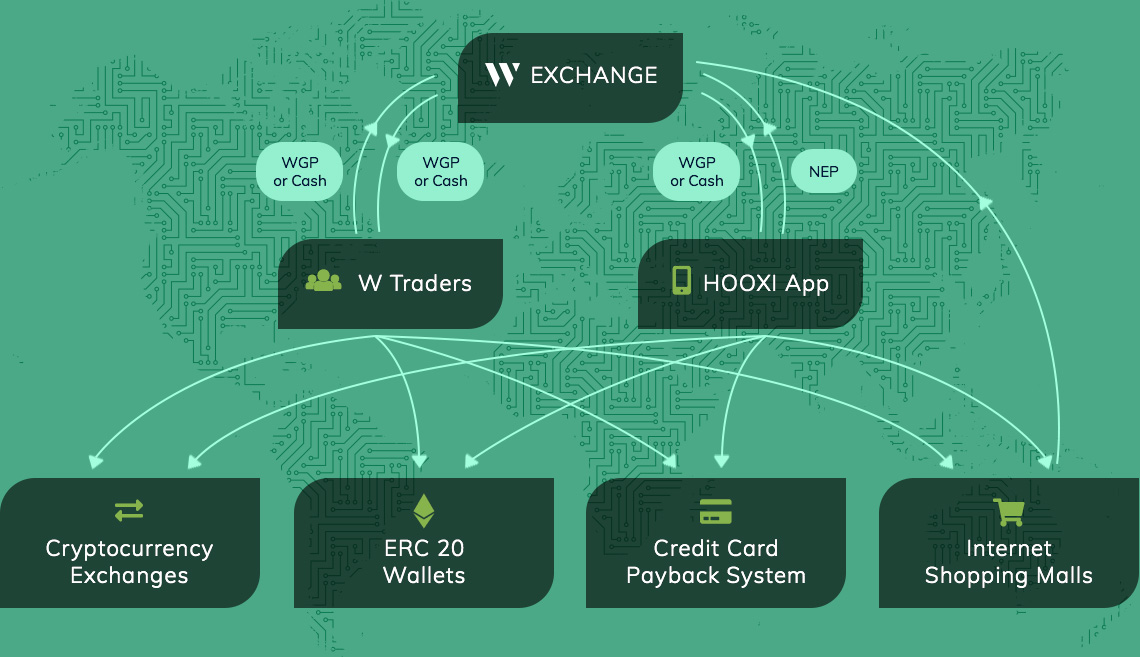 W EXCHANGE
WGP
or Cash
WGP
or Cash
WGP
or Cash
NEP
W Traders
HOOXI App
Cryptocurrency
Exchanges
ERC 20
Wallets
Credit Card
Payback System
Internet
Shopping Malls